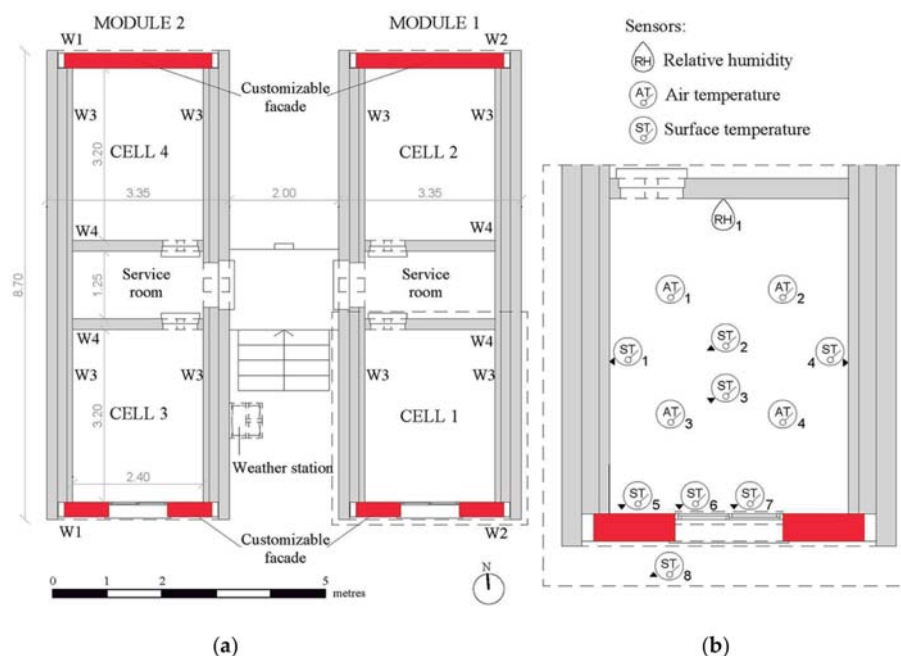 MODULE 2
MODULE 1
W1
W2
Customizable
facade
W3
W3
W3
W3
CELL 4
CELL 2
3.20
3.35
2.00
3.35
W4
W4
8.70
1.25
Service
room
Service
room
W4
W4
W3
W3
W3
W3
CELL 3
CELL 1
3.20
Weather station
2.40
W1
Customizable
facade
W2
0 1 2 5
metres
N
(a)
Sensors:
RH Relative humidity
AT Air temperature
ST Surface temperature
RH 1
AT 1
AT 2
ST 1
ST 2
4 ST
ST 3
AT 3
AT 4
ST 5
ST 6
ST 7
ST 8
(b)